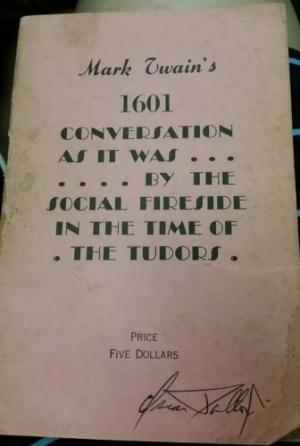 Mark Twain's
1601
CONVERSATION
AS IT WAS . . .
. . . . BY THE
SOCIAL FIRESIDE
IN THE TIME OF
. THE TUDORS .
PRICE
FIVE DOLLARS